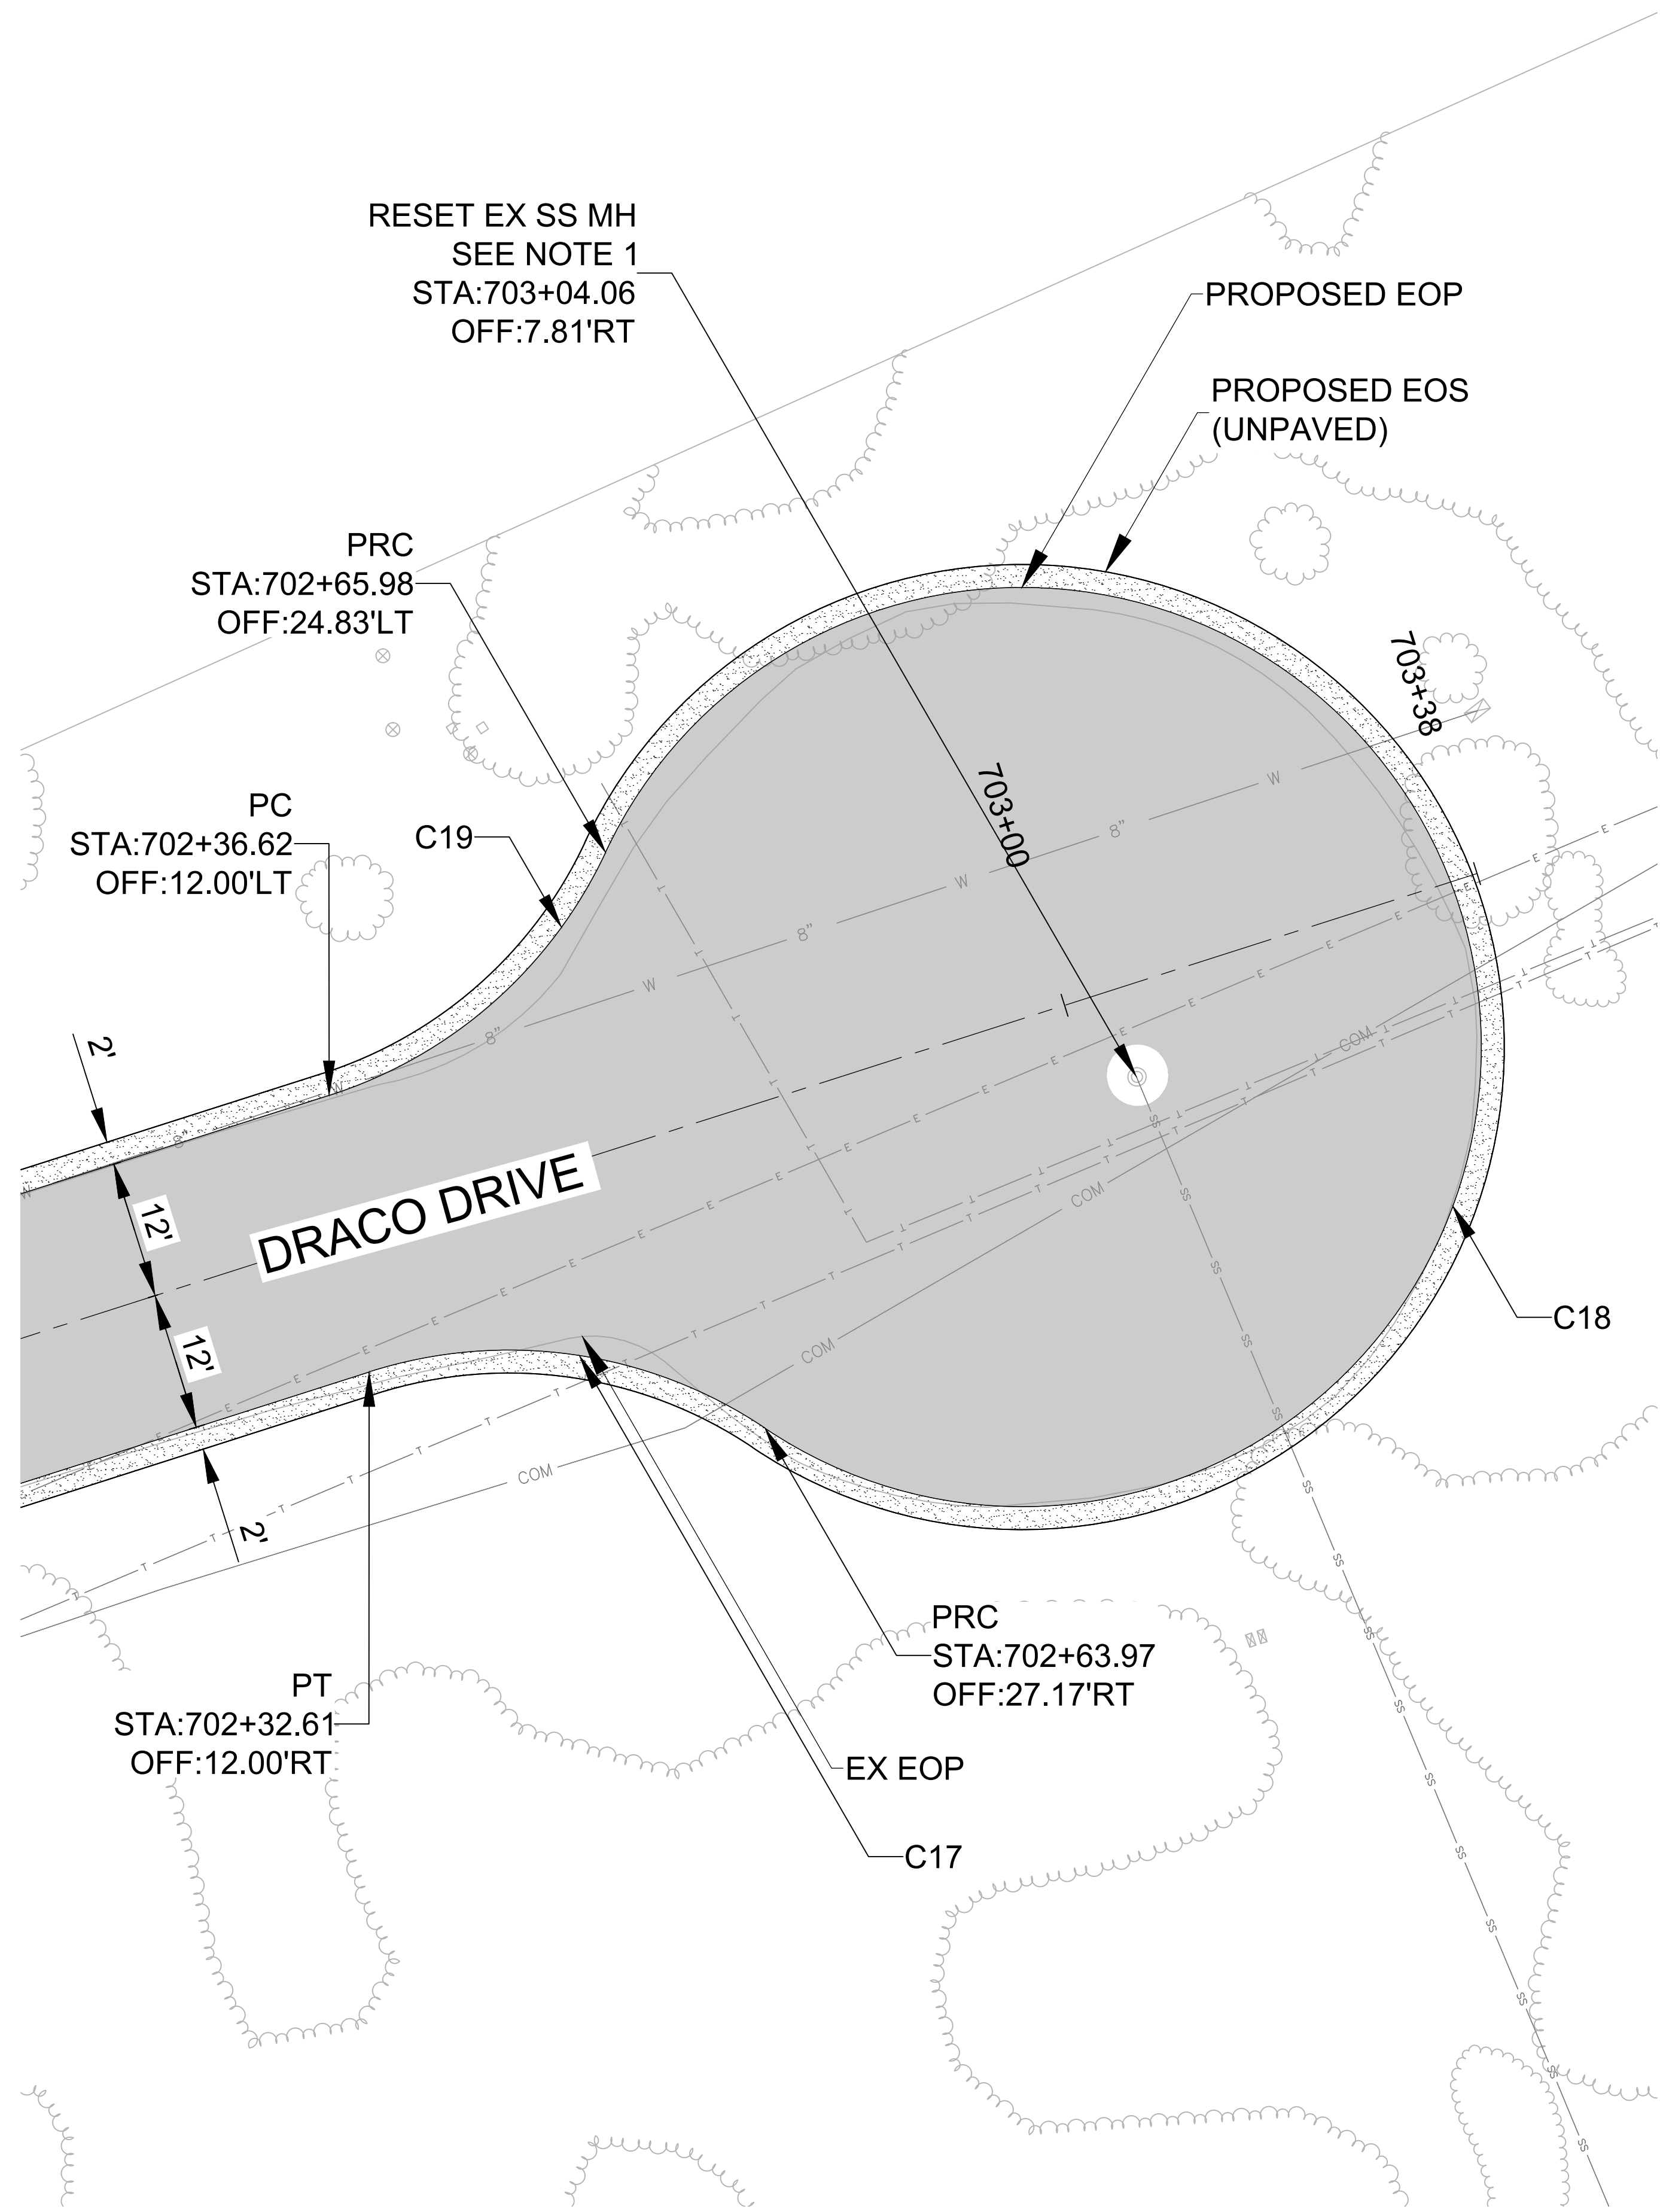 RESET EX SS MH
SEE NOTE 1
STA:703+04.06
OFF:7.81'RT
PROPOSED EOP
PROPOSED EOS
(UNPAVED)
PRC
STA:702+65.98
OFF:24.83'LT
703+38
703+00
PC
STA:702+36.62
OFF:12.00'LT
C19
W
8"
W
8"
W
8"
W
8"
W
2'
12'
DRACO DRIVE
12'
2'
E
T
COM
COM
COM
COM
SS
C18
PRC
STA:702+63.97
OFF:27.17'RT
PT
STA:702+32.61
OFF:12.00'RT
EX EOP
C17